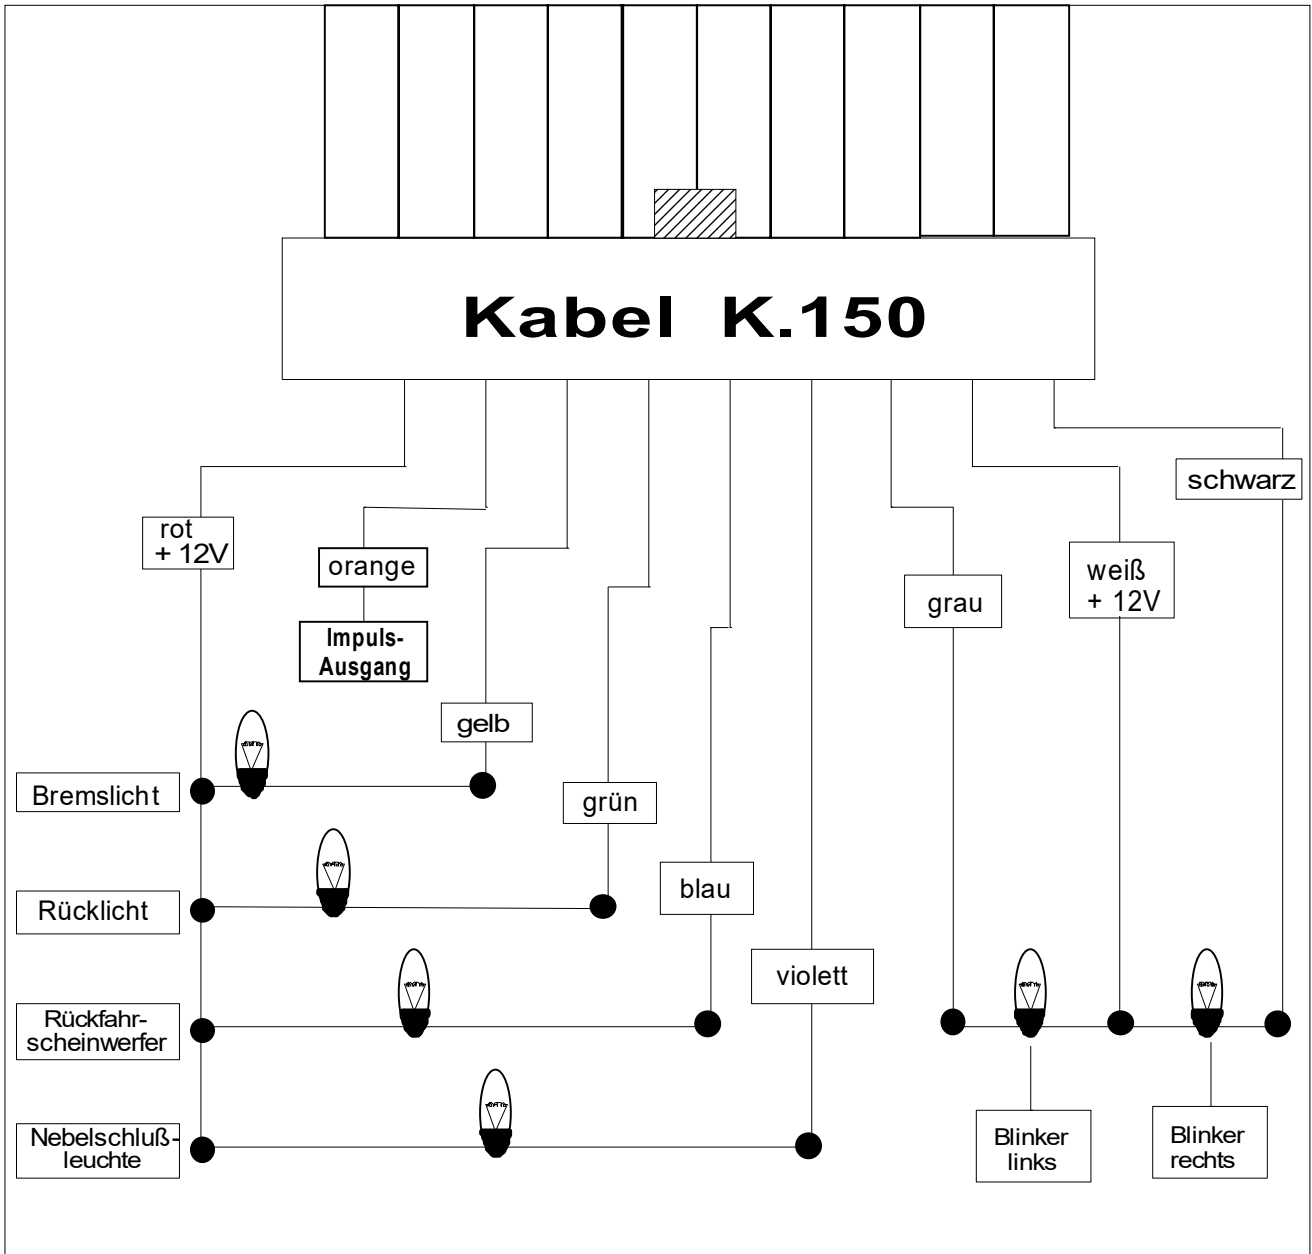 Kabel K.150
schwarz
rot
+ 12V
orange
weiß
+ 12V
grau
Impuls-
Ausgang
gelb
Bremslicht
grün
Rücklicht
blau
violett
Rückfahr-
scheinwerfer
Nebelschluß-
leuchte
Blinker
links
Blinker
rechts